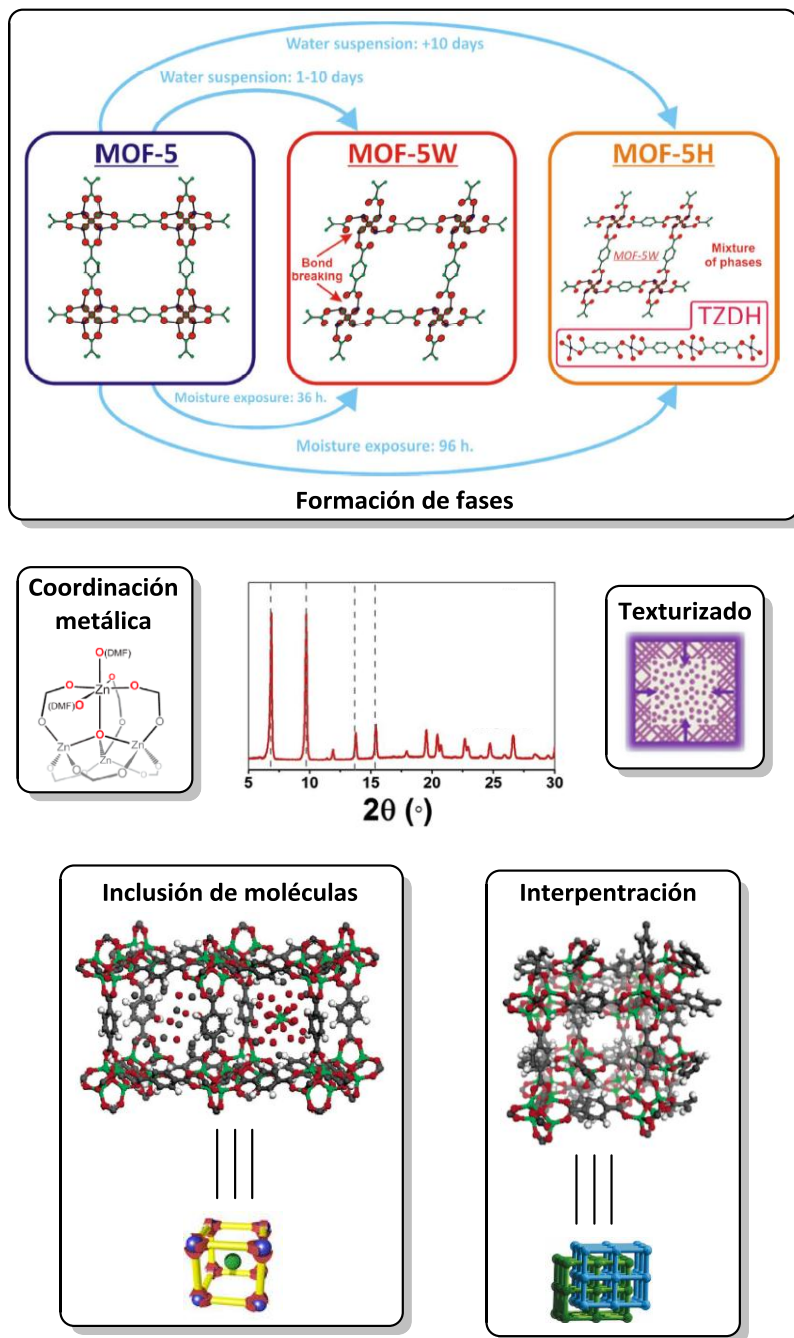 Water suspension: +10 days
Water suspension: 1-10 days
MOF-5
MOF-5W
MOF-5H
Bond
breaking
MOF-5W
Mixture
of phases
TZDH
Moisture exposure: 36 h.
Moisture exposure: 96 h.
Formación de fases
Coordinación
metálica
O(DMF)
O
O
Zn
O
(DMF)O
O
O
O
O
Zn
Zn
Zn
O
O
O
O
O
5
10
15
20
25
30
2θ (◦)
Texturizado
Inclusión de moléculas
Interpentración